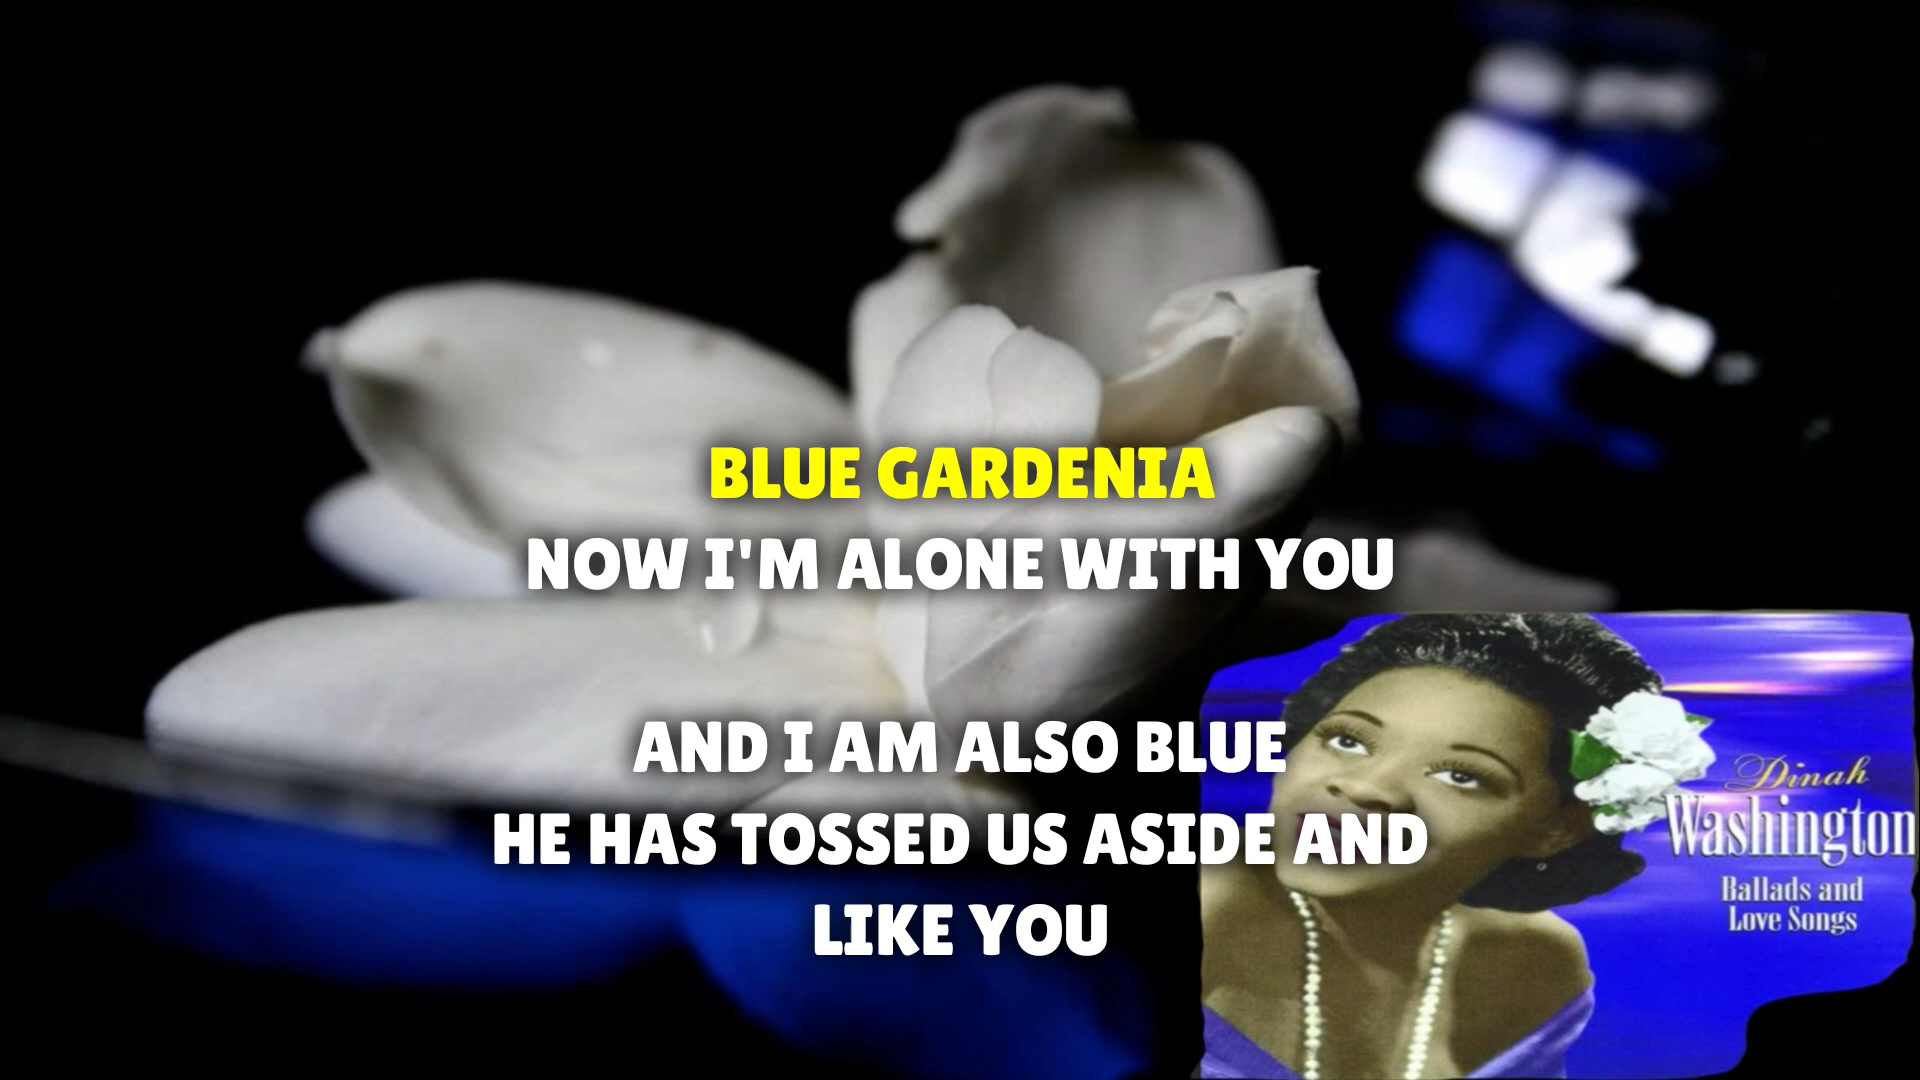 BLUE GARDENIA
NOW I'M ALONE WITH YOU
AND I AM ALSO BLUE
HE HAS TOSSED US ASIDE AND
LIKE YOU
Dinah
Washington
Ballads and
Love Songs